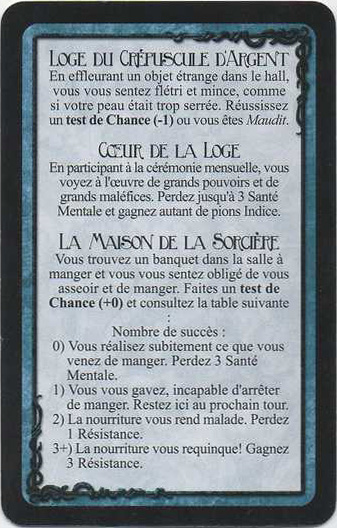 Loge du Crépuscule d'Argent
En effleurant un objet étrange dans le hall,
vous vous sentez flétri et mince, comme
si votre peau était trop serrée. Réussissez
un test de Chance (-1) ou vous êtes Maudit.
Cœur de la Loge
En participant à la cérémonie mensuelle, vous
voyez à l'œuvre de grands pouvoirs et de
grands maléfices. Perdez jusqu'à 3 Santé
Mentale et gagnez autant de pions Indice.
La Maison de la Sorcière
Vous trouvez un banquet dans la salle à
manger et vous vous sentez obligé de vous
asseoir et de manger. Faites un test de
Chance (+0) et consultez la table suivante
:
Nombre de succès :
0) Vous réalisez subitement ce que vous
venez de manger. Perdez 3 Santé
Mentale.
1) Vous vous gavez, incapable d'arrêter
de manger. Restez ici au prochain tour.
2) La nourriture vous rend malade. Perdez
1 Résistance.
3+) La nourriture vous requinque! Gagnez
3 Résistance.